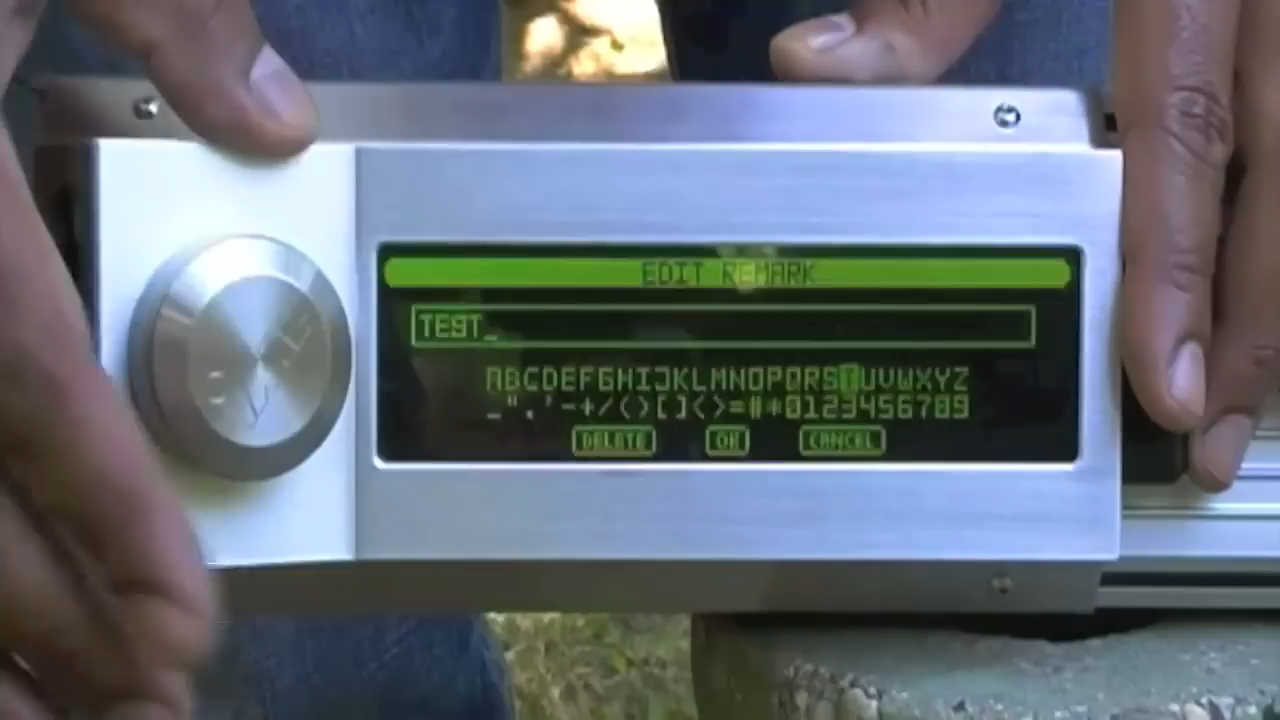 EDIT REMARK
TEST_
ABCDEFGHIJKLMNOPQRSTUVWXYZ
_",'-+/()[]<>=#*0123456789
DELETE OK CANCEL